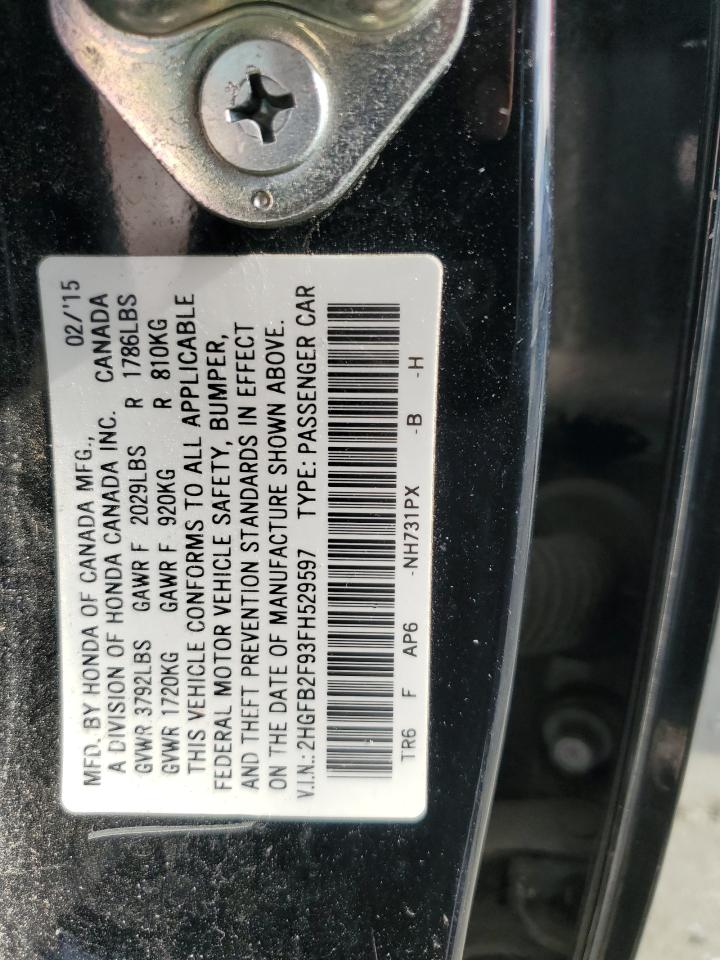 MFD. BY HONDA OF CANADA MFG., 02/'15
A DIVISION OF HONDA CANADA INC. CANADA
GVWR 3792LBS GAWR F 2029LBS R 1786LBS
GVWR 1720KG GAWR F 920KG R 810KG
THIS VEHICLE CONFORMS TO ALL APPLICABLE
FEDERAL MOTOR VEHICLE SAFETY, BUMPER,
AND THEFT PREVENTION STANDARDS IN EFFECT
ON THE DATE OF MANUFACTURE SHOWN ABOVE.
V.I.N.: 2HGFB2F93FH529597 TYPE: PASSENGER CAR
TR6 F AP6 -NH731PX -B -H